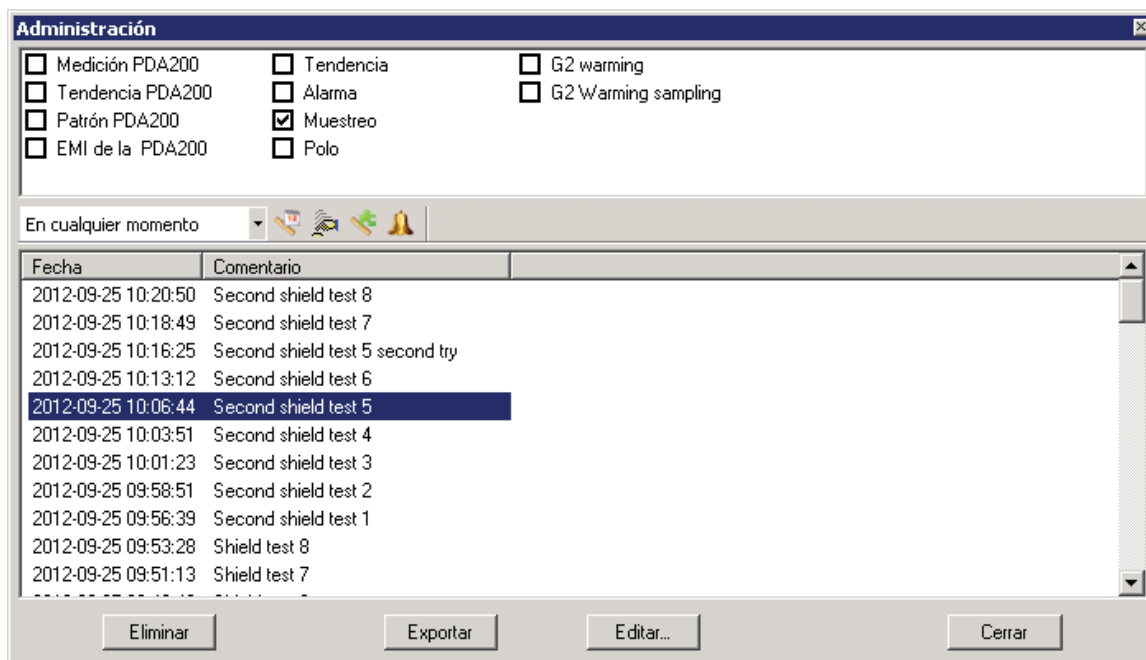 Administración
Medición PDA200
Tendencia
G2 warming
Tendencia PDA200
Alarma
G2 Warming sampling
Patrón PDA200
Muestreo
EMI de la PDA200
Polo
En cualquier momento
Fecha Comentario
2012-09-25 10:20:50 Second shield test 8
2012-09-25 10:18:49 Second shield test 7
2012-09-25 10:16:25 Second shield test 5 second try
2012-09-25 10:13:12 Second shield test 6
2012-09-25 10:06:44 Second shield test 5
2012-09-25 10:03:51 Second shield test 4
2012-09-25 10:01:23 Second shield test 3
2012-09-25 09:58:51 Second shield test 2
2012-09-25 09:56:39 Second shield test 1
2012-09-25 09:53:28 Shield test 8
2012-09-25 09:51:13 Shield test 7
Eliminar Exportar Editar... Cerrar